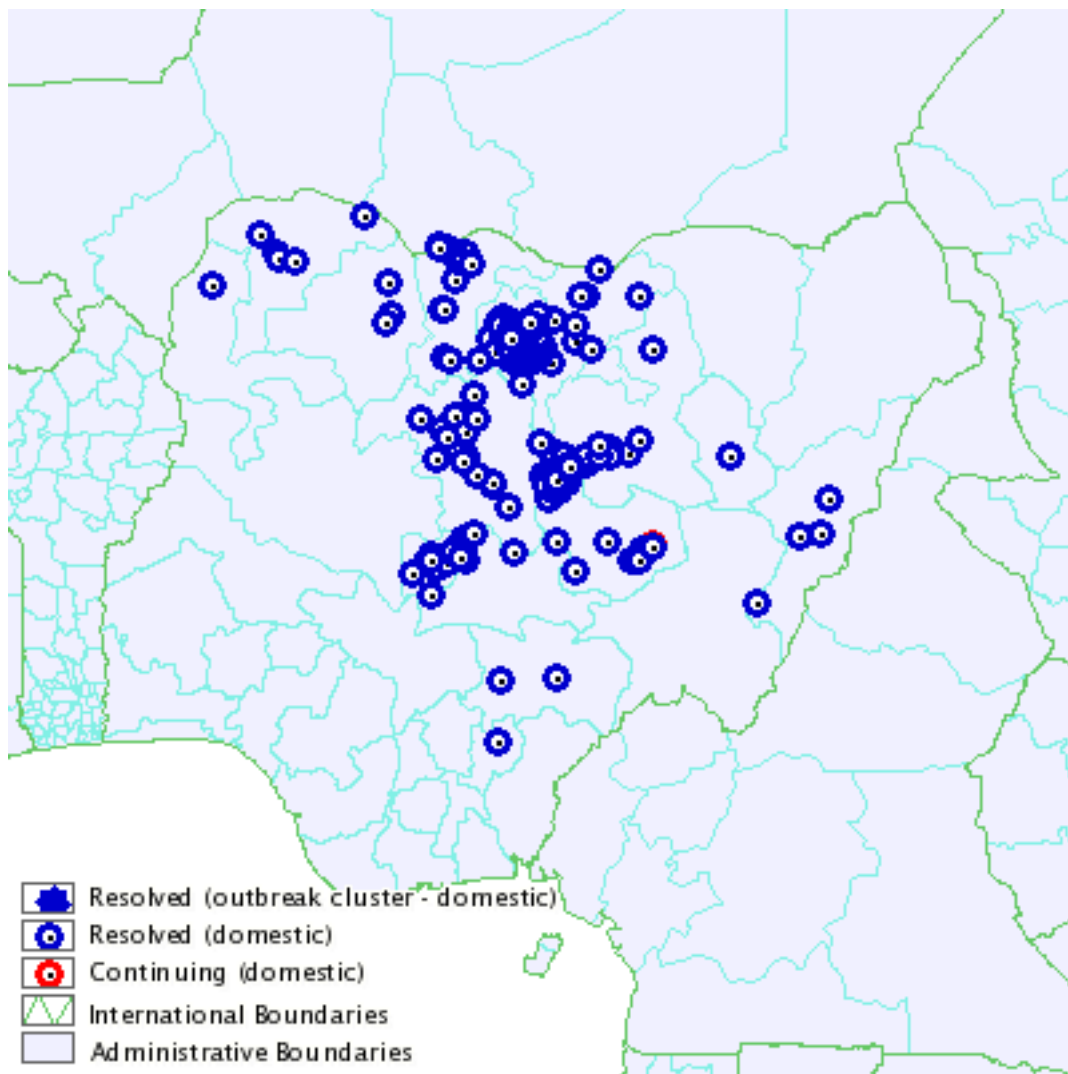 Resolved (outbreak cluster - domestic)
Resolved (domestic)
Continuing (domestic)
International Boundaries
Administrative Boundaries